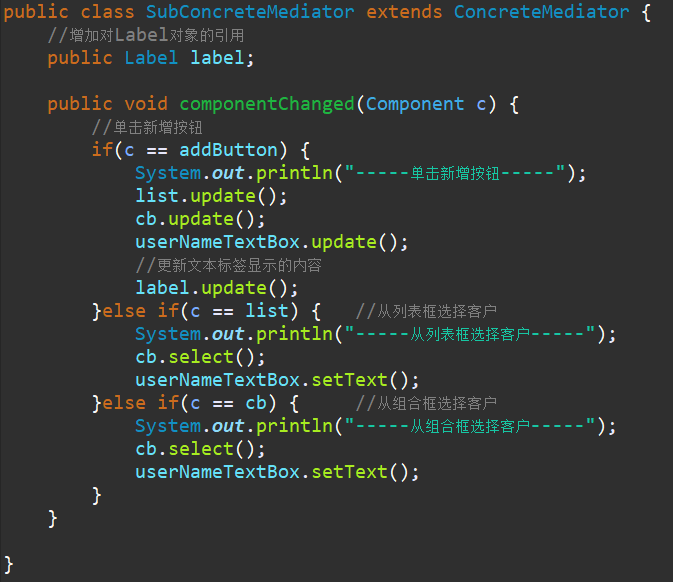 public class SubConcreteMediator extends ConcreteMediator {
//增加对Label对象的引用
public Label label;
public void componentChanged(Component c) {
//单击新增按钮
if(c == addButton) {
System.out.println("-----单击新增按钮-----");
list.update();
cb.update();
userNameTextBox.update();
//更新文本标签显示的内容
label.update();
}else if(c == list) { //从列表框选择客户
System.out.println("-----从列表框选择客户-----");
cb.select();
userNameTextBox.setText();
}else if(c == cb) { //从组合框选择客户
System.out.println("-----从组合框选择客户-----");
cb.select();
userNameTextBox.setText();
}
}
}